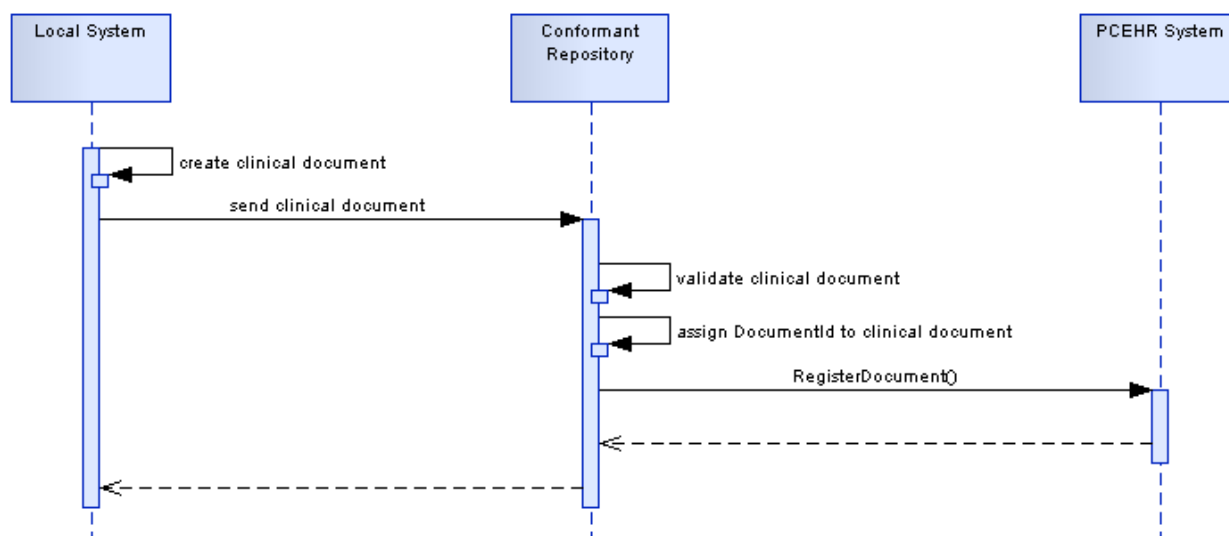 Local System
Conformant
Repository
PCEHR System
create clinical document
send clinical document
validate clinical document
assign DocumentId to clinical document
RegisterDocument()